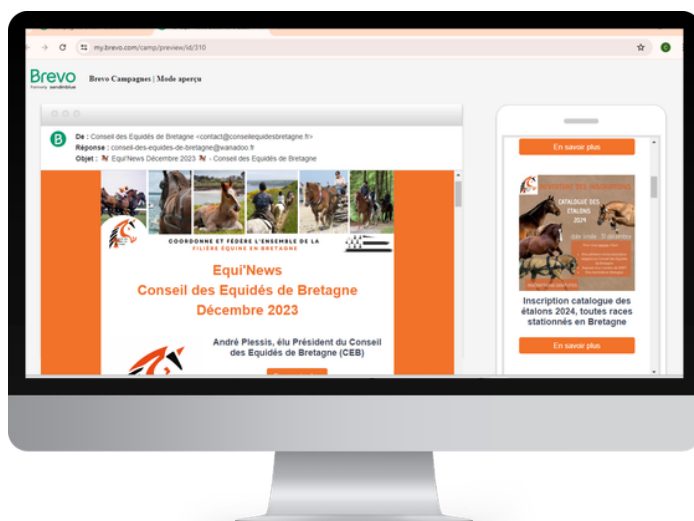 my.brevo.com/camp/preview/id/310
Brevo
Formerly sendinblue
Brevo Campagnes | Mode aperçu
B
De : Conseil des Equidés de Bretagne <contact@conseilequidesbretagne.fr>
Réponse : conseil-des-equides-de-bretagne@wanadoo.fr
Objet : Equi'News Décembre 2023 - Conseil des Equidés de Bretagne
COORDONNE ET FÉDÈRE L'ENSEMBLE DE LA
FILIÈRE ÉQUINE EN BRETAGNE
Equi'News
Conseil des Equidés de Bretagne
Décembre 2023
André Plessis, élu Président du Conseil
des Equidés de Bretagne (CEB)
En savoir plus
OUVERTURE DES INSCRIPTIONS
CATALOGUE DES
ÉTALONS
2024
Inscription catalogue des
étalons 2024, toutes races
stationnés en Bretagne
En savoir plus